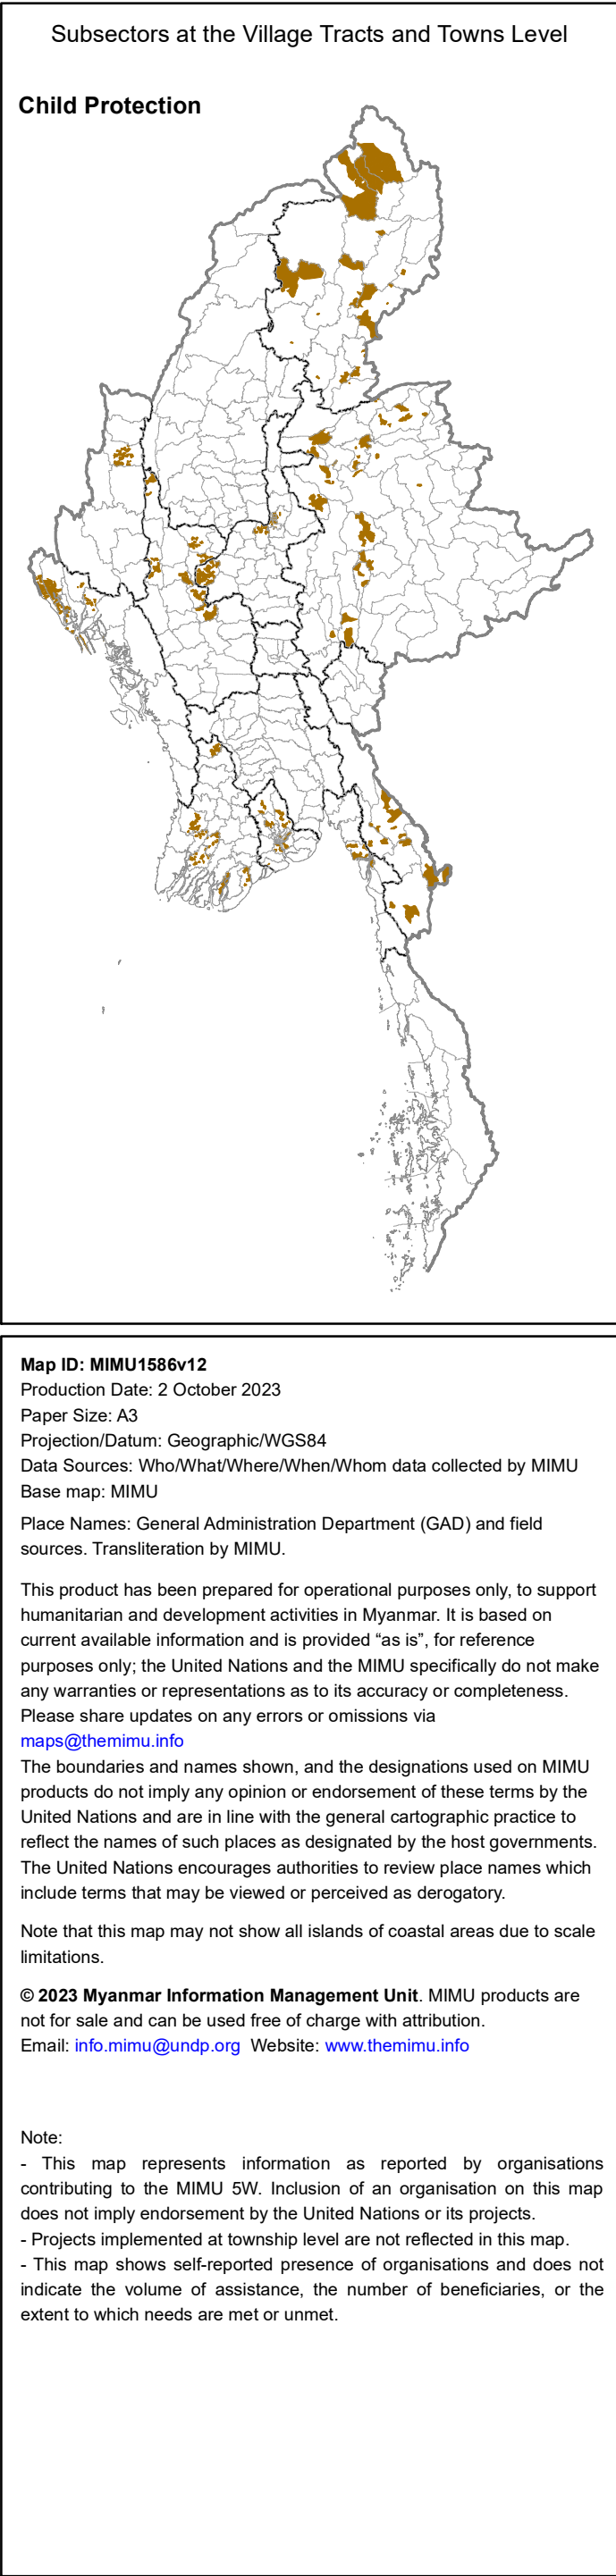 Subsectors at the Village Tracts and Towns Level
Child Protection
Map ID: MIMU1586v12
Production Date: 2 October 2023
Paper Size: A3
Projection/Datum: Geographic/WGS84
Data Sources: Who/What/Where/When/Whom data collected by MIMU
Base map: MIMU
Place Names: General Administration Department (GAD) and field
sources. Transliteration by MIMU.
This product has been prepared for operational purposes only, to support
humanitarian and development activities in Myanmar. It is based on
current available information and is provided “as is”, for reference
purposes only; the United Nations and the MIMU specifically do not make
any warranties or representations as to its accuracy or completeness.
Please share updates on any errors or omissions via
maps@themimu.info
The boundaries and names shown, and the designations used on MIMU
products do not imply any opinion or endorsement of these terms by the
United Nations and are in line with the general cartographic practice to
reflect the names of such places as designated by the host governments.
The United Nations encourages authorities to review place names which
include terms that may be viewed or perceived as derogatory.
Note that this map may not show all islands of coastal areas due to scale
limitations.
© 2023 Myanmar Information Management Unit. MIMU products are
not for sale and can be used free of charge with attribution.
Email: info.mimu@undp.org Website: www.themimu.info
Note:
- This map represents information as reported by organisations
contributing to the MIMU 5W. Inclusion of an organisation on this map
does not imply endorsement by the United Nations or its projects.
- Projects implemented at township level are not reflected in this map.
- This map shows self-reported presence of organisations and does not
indicate the volume of assistance, the number of beneficiaries, or the
extent to which needs are met or unmet.